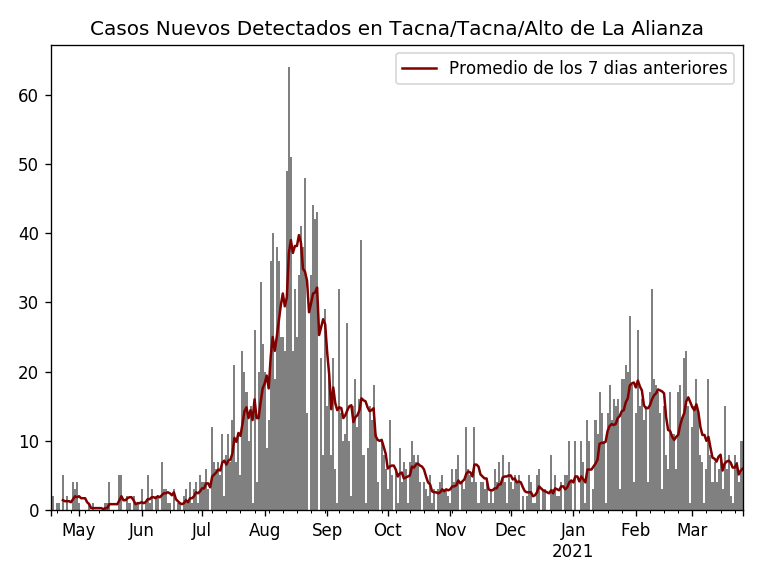 Casos Nuevos Detectados en Tacna/Tacna/Alto de La Alianza
Promedio de los 7 dias anteriores
60
50
40
30
20
10
0
May Jun Jul Aug Sep Oct Nov Dec Jan Feb Mar
2021